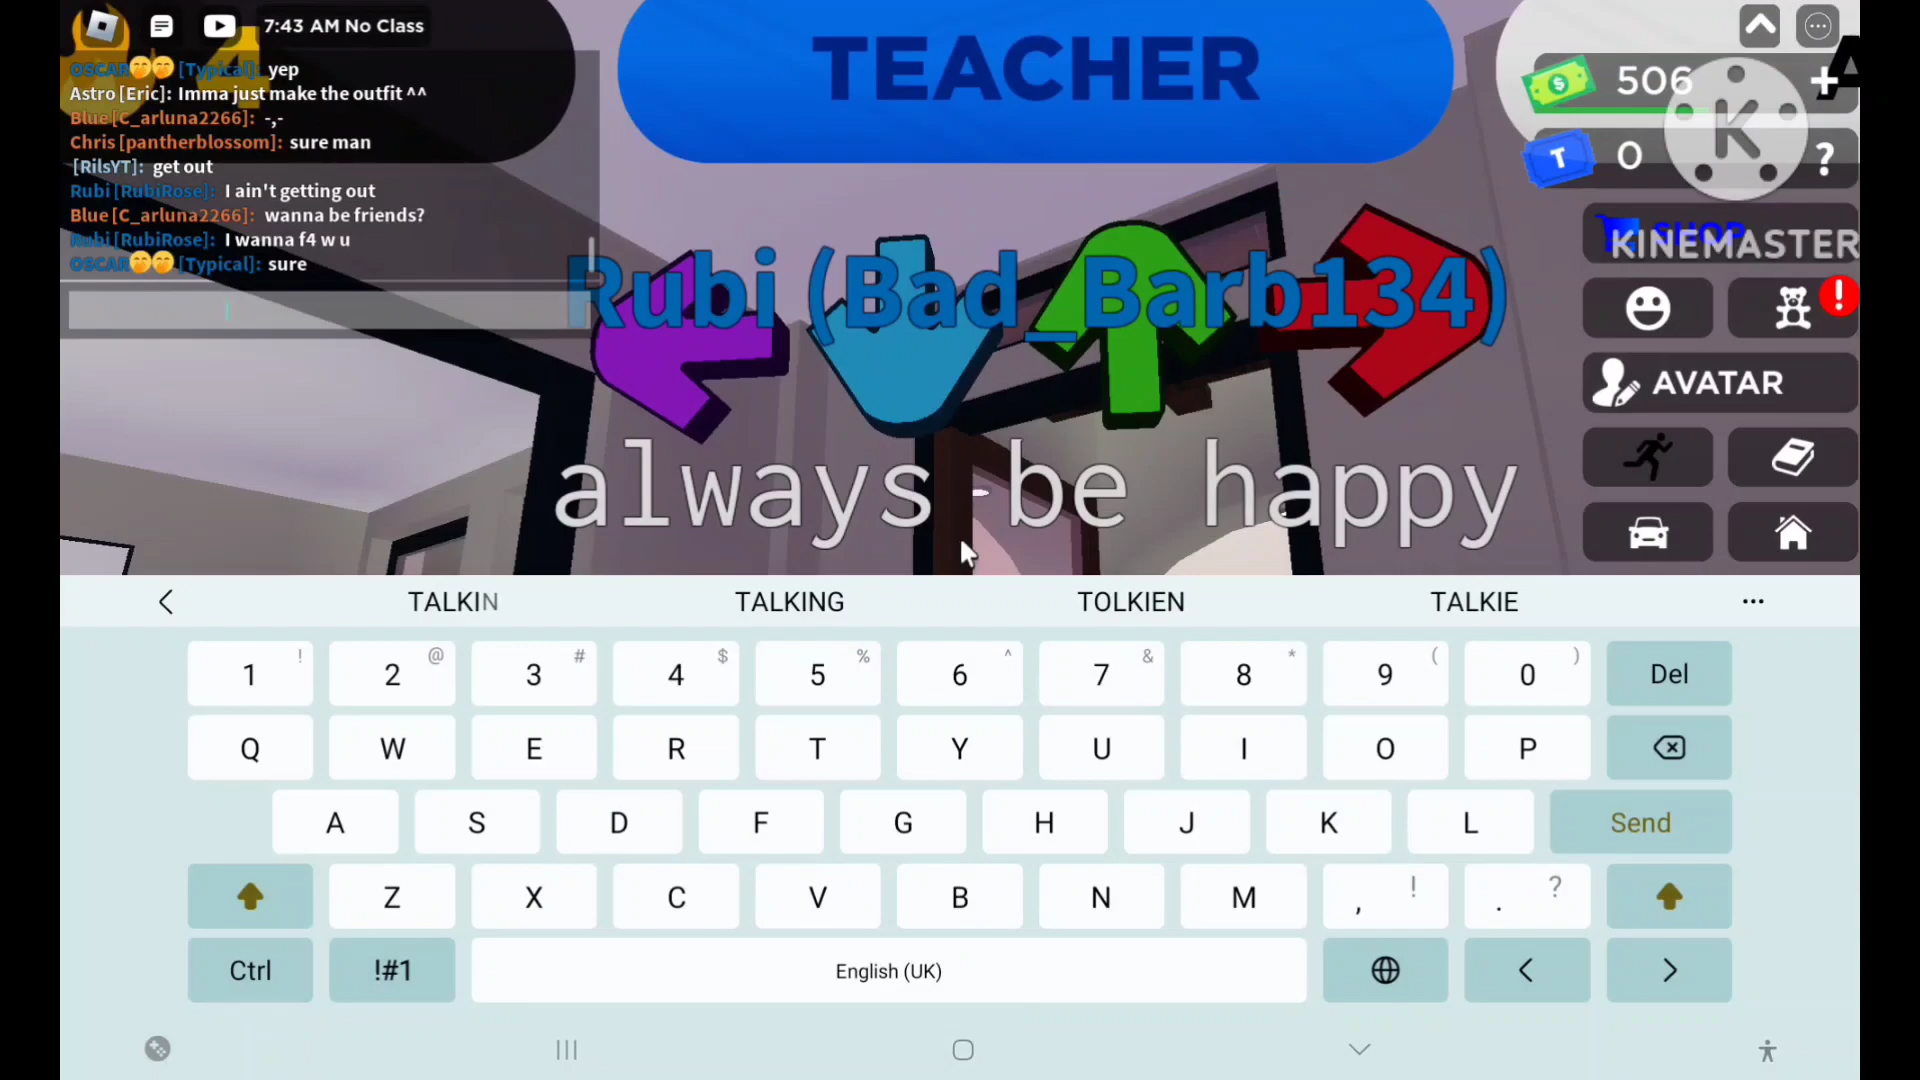 7:43 AM No Class
OSCAR🤭🤭 [Typical]: yep
Astro [Eric]: Imma just make the outfit ^^
Blue [C_arluna2266]: -,-
Chris [pantherblossom]: sure man
[RilsYT]: get out
Rubi [RubiRose]: I ain't getting out
Blue [C_arluna2266]: wanna be friends?
Rubi [RubiRose]: I wanna f4 w u
OSCAR🤭🤭 [Typical]: sure
TEACHER
Rubi (Bad_Barb134)
always be happy
506 +
T 0 ?
K
SHOP
KINEMASTER
!
AVATAR
TALKIN TALKING TOLKIEN TALKIE ...
1 ! 2 @ 3 # 4 $ 5 % 6 ^ 7 & 8 * 9 ( 0 ) Del
Q W E R T Y U I O P
A S D F G H J K L Send
Z X C V B N M , ! . ?
Ctrl !#1 English (UK) < >